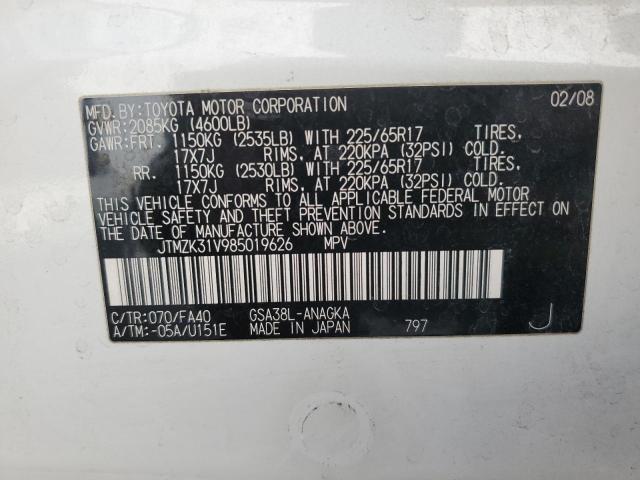 MFD.BY:TOYOTA MOTOR CORPORATION 02/08
GVWR:2085KG (4600LB)
GAWR:FRT. 1150KG (2535LB) WITH 225/65R17 TIRES,
17X7J RIMS, AT 220KPA (32PSI) COLD.
RR. 1150KG (2530LB) WITH 225/65R17 TIRES,
17X7J RIMS, AT 220KPA (32PSI) COLD.
THIS VEHICLE CONFORMS TO ALL APPLICABLE FEDERAL MOTOR
VEHICLE SAFETY AND THEFT PREVENTION STANDARDS IN EFFECT ON
THE DATE OF MANUFACTURE SHOWN ABOVE.
JTMZK31V985019626 MPV
C/TR:070/FA40 GSA38L-ANAGKA
A/TM:-05A/U151E MADE IN JAPAN 797 J